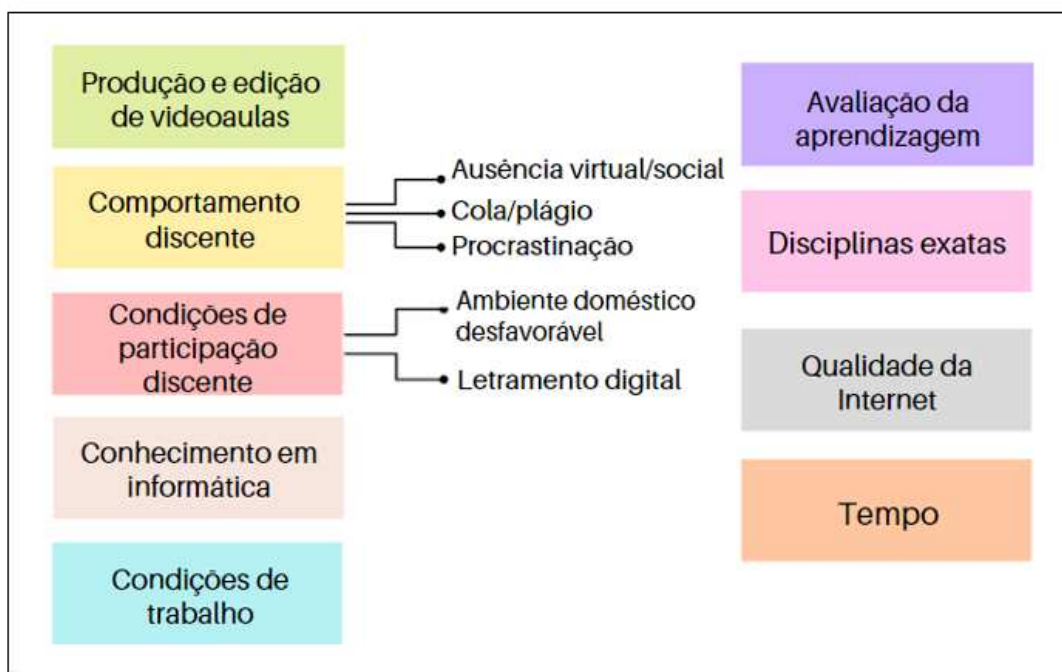 Produção e edição
de videoaulas
Comportamento
discente
Ausência virtual/social
Cola/plágio
Procrastinação
Condições de
participação
discente
Ambiente doméstico
desfavorável
Letramento digital
Conhecimento em
informática
Condições de
trabalho
Avaliação da
aprendizagem
Disciplinas exatas
Qualidade da
Internet
Tempo